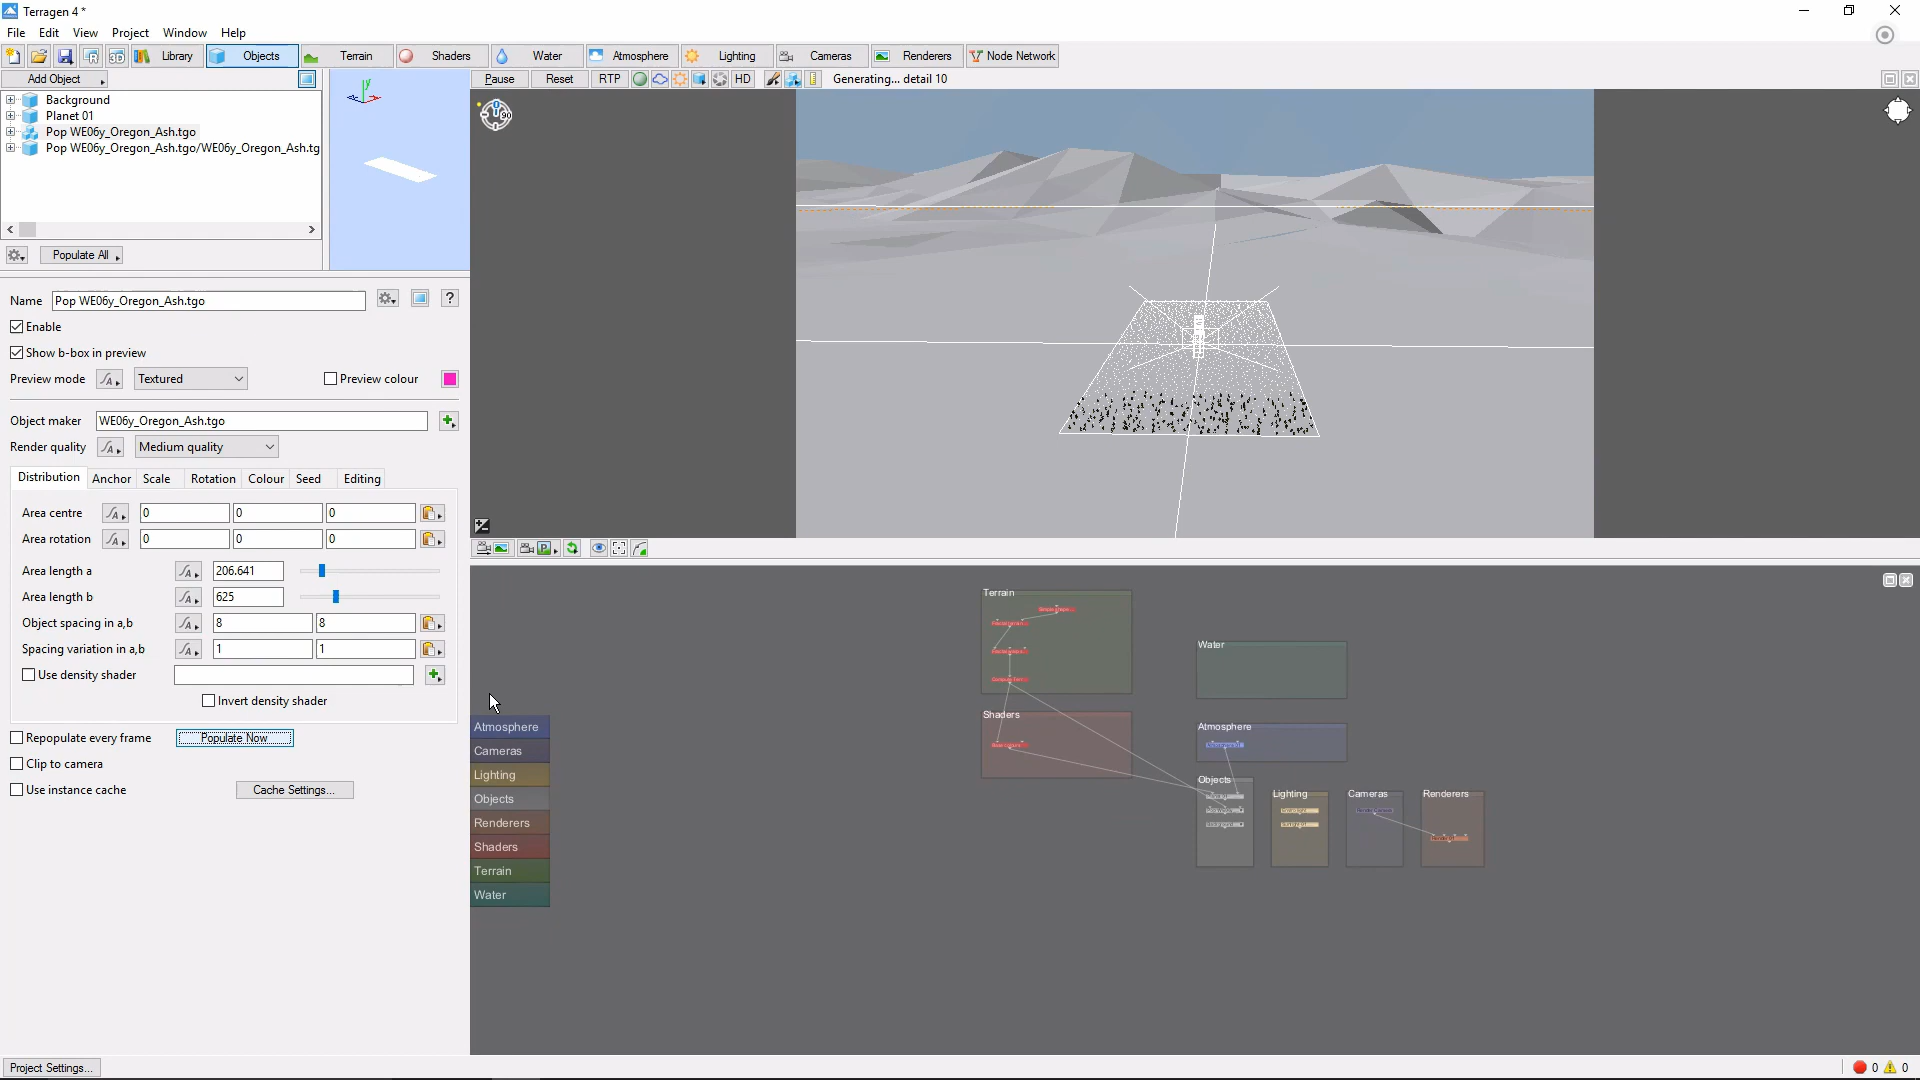 Terragen 4 *
File Edit View Project Window Help
Library Objects Terrain Shaders Water Atmosphere Lighting Cameras Renderers Node Network
Add Object Pause Reset RTP HD Generating... detail 10
y
90
Background
Planet 01
Pop WE06y_Oregon_Ash.tgo
Pop WE06y_Oregon_Ash.tgo/WE06y_Oregon_Ash.tg
Populate All
Name Pop WE06y_Oregon_Ash.tgo ?
Enable
Show b-box in preview
Preview mode Textured Preview colour
Object maker WE06y_Oregon_Ash.tgo
Render quality Medium quality
Distribution Anchor Scale Rotation Colour Seed Editing
Area centre 0 0 0
Area rotation 0 0 0
Area length a 206.641
Area length b 625
Object spacing in a,b 8 8
Spacing variation in a,b 1 1
Use density shader
Invert density shader
Repopulate every frame Populate Now
Clip to camera
Use instance cache Cache Settings...
P
Atmosphere
Cameras
Lighting
Objects
Renderers
Shaders
Terrain
Water
Terrain
Water
Shaders
Atmosphere
Objects
Lighting
Cameras
Renderers
Project Settings... 0 0